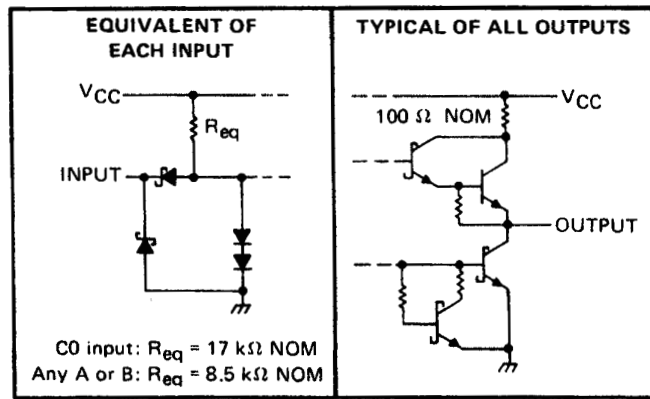 EQUIVALENT OF
EACH INPUT
VCC
Req
INPUT
C0 input: Req = 17 kΩ NOM
Any A or B: Req = 8.5 kΩ NOM
TYPICAL OF ALL OUTPUTS
VCC
100 Ω NOM
OUTPUT